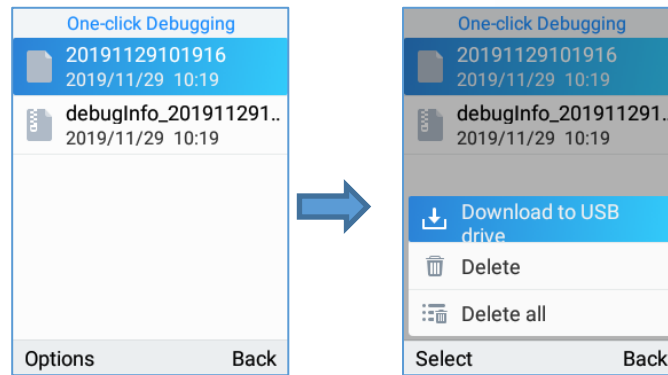 One-click Debugging
20191129101916
2019/11/29 10:19
debugInfo_201911291..
2019/11/29 10:19
Options Back
One-click Debugging
20191129101916
2019/11/29 10:19
debugInfo_201911291..
2019/11/29 10:19
Download to USB
drive
Delete
Delete all
Select Back